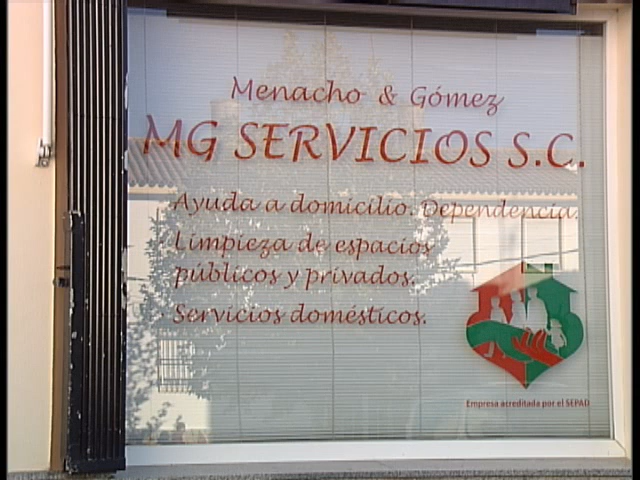 Menacho & Gómez
MG SERVICIOS S.C.
· Ayuda a domicilio. Dependencia.
· Limpieza de espacios
públicos y privados.
· Servicios domésticos.
Empresa acreditada por el SEPAD